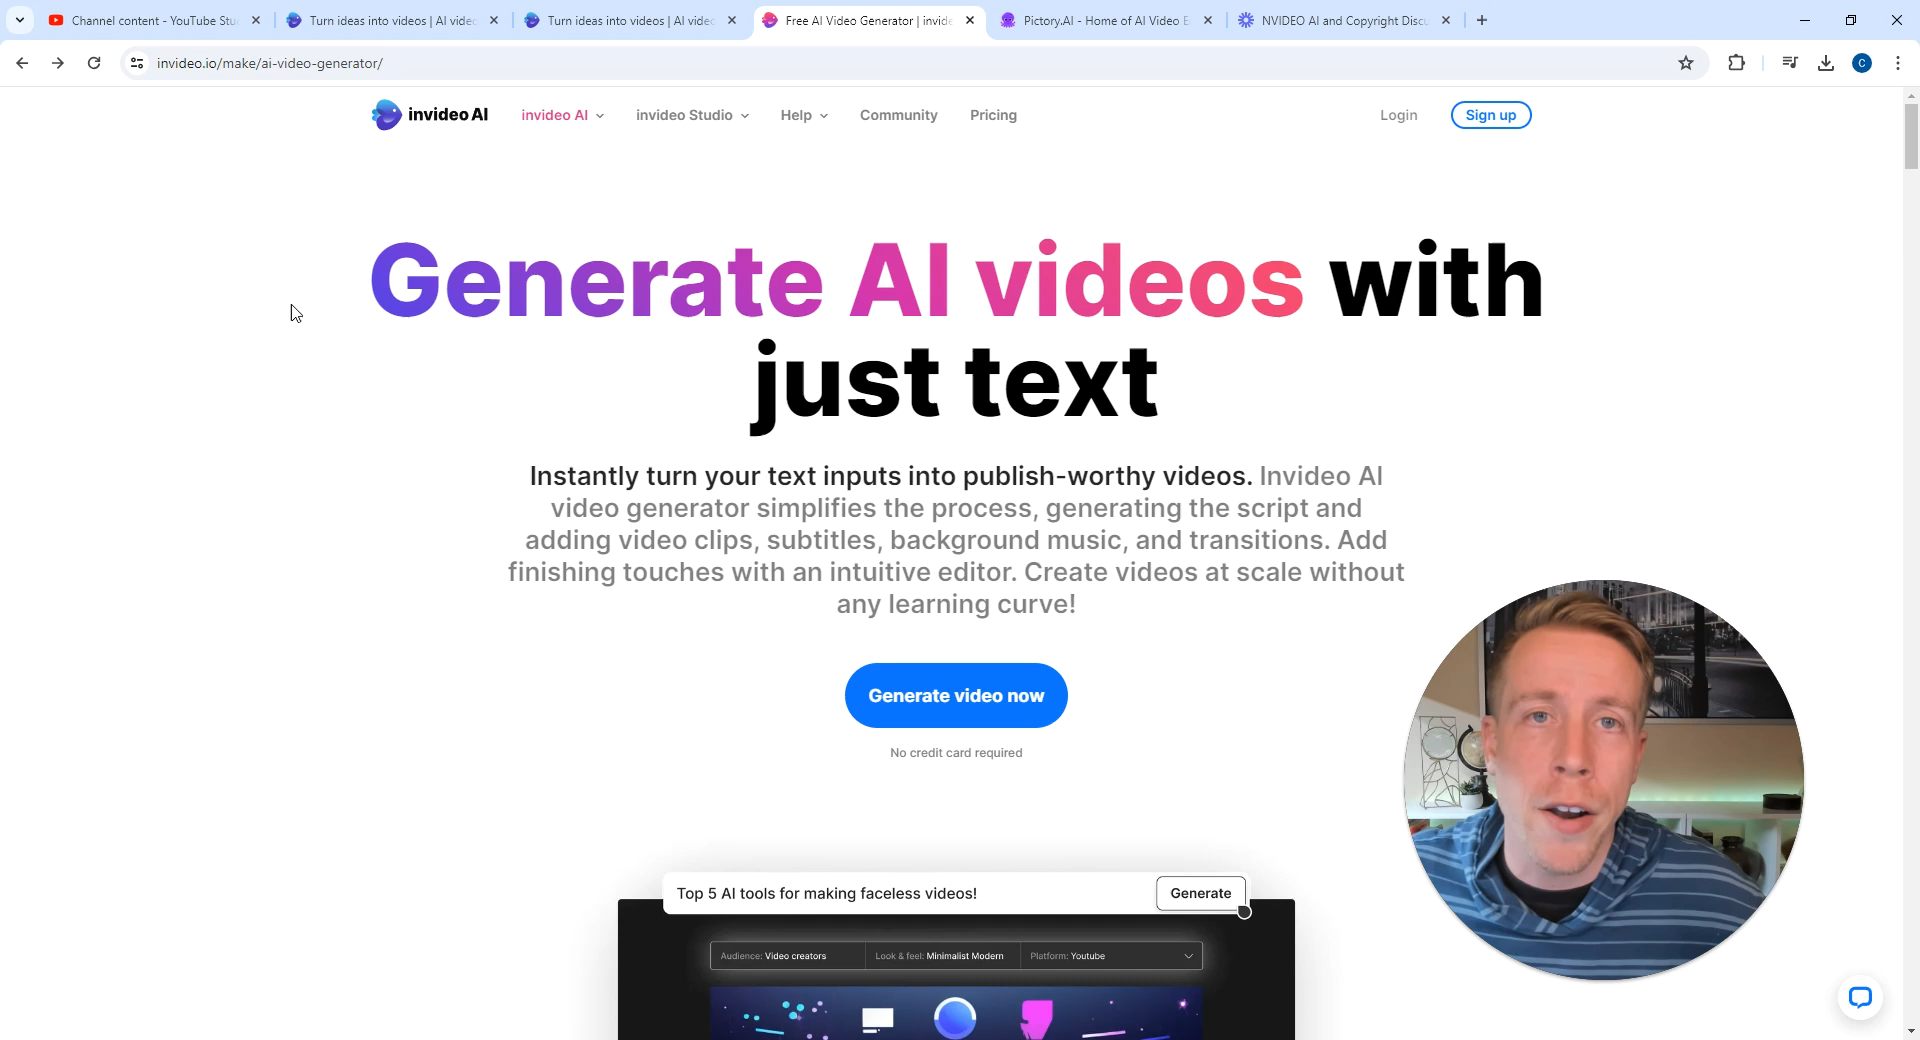 Channel content - YouTube Stu
Turn ideas into videos | AI video
Turn ideas into videos | AI video
Free AI Video Generator | invide
Pictory.AI - Home of AI Video E
NVIDEO AI and Copyright Discu
invideo.io/make/ai-video-generator/
C
invideo AI
invideo AI
invideo Studio
Help
Community
Pricing
Login
Sign up
Generate AI videos with
just text
Instantly turn your text inputs into publish-worthy videos. Invideo AI
video generator simplifies the process, generating the script and
adding video clips, subtitles, background music, and transitions. Add
finishing touches with an intuitive editor. Create videos at scale without
any learning curve!
Generate video now
No credit card required
Top 5 AI tools for making faceless videos!
Generate
Audience: Video creators
Look & feel: Minimalist Modern
Platform: Youtube